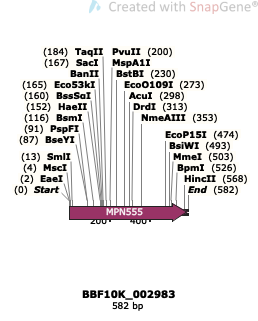 Created with SnapGene®
(184) TaqII PvuII (200)
(167) SacI MspA1I
BanII BstBI (230)
(165) Eco53kI EcoO109I (273)
(160) BssSαI AcuI (298)
(152) HaeII DrdI (313)
(116) BsmI NmeAIII (353)
(91) PspFI EcoP15I (474)
(87) BseYI BsiWI (493)
(13) SmlI MmeI (503)
(4) MscI BpmI (526)
(2) EaeI HincII (568)
(0) Start End (582)
MPN555
200 400
BBF10K_002983
582 bp